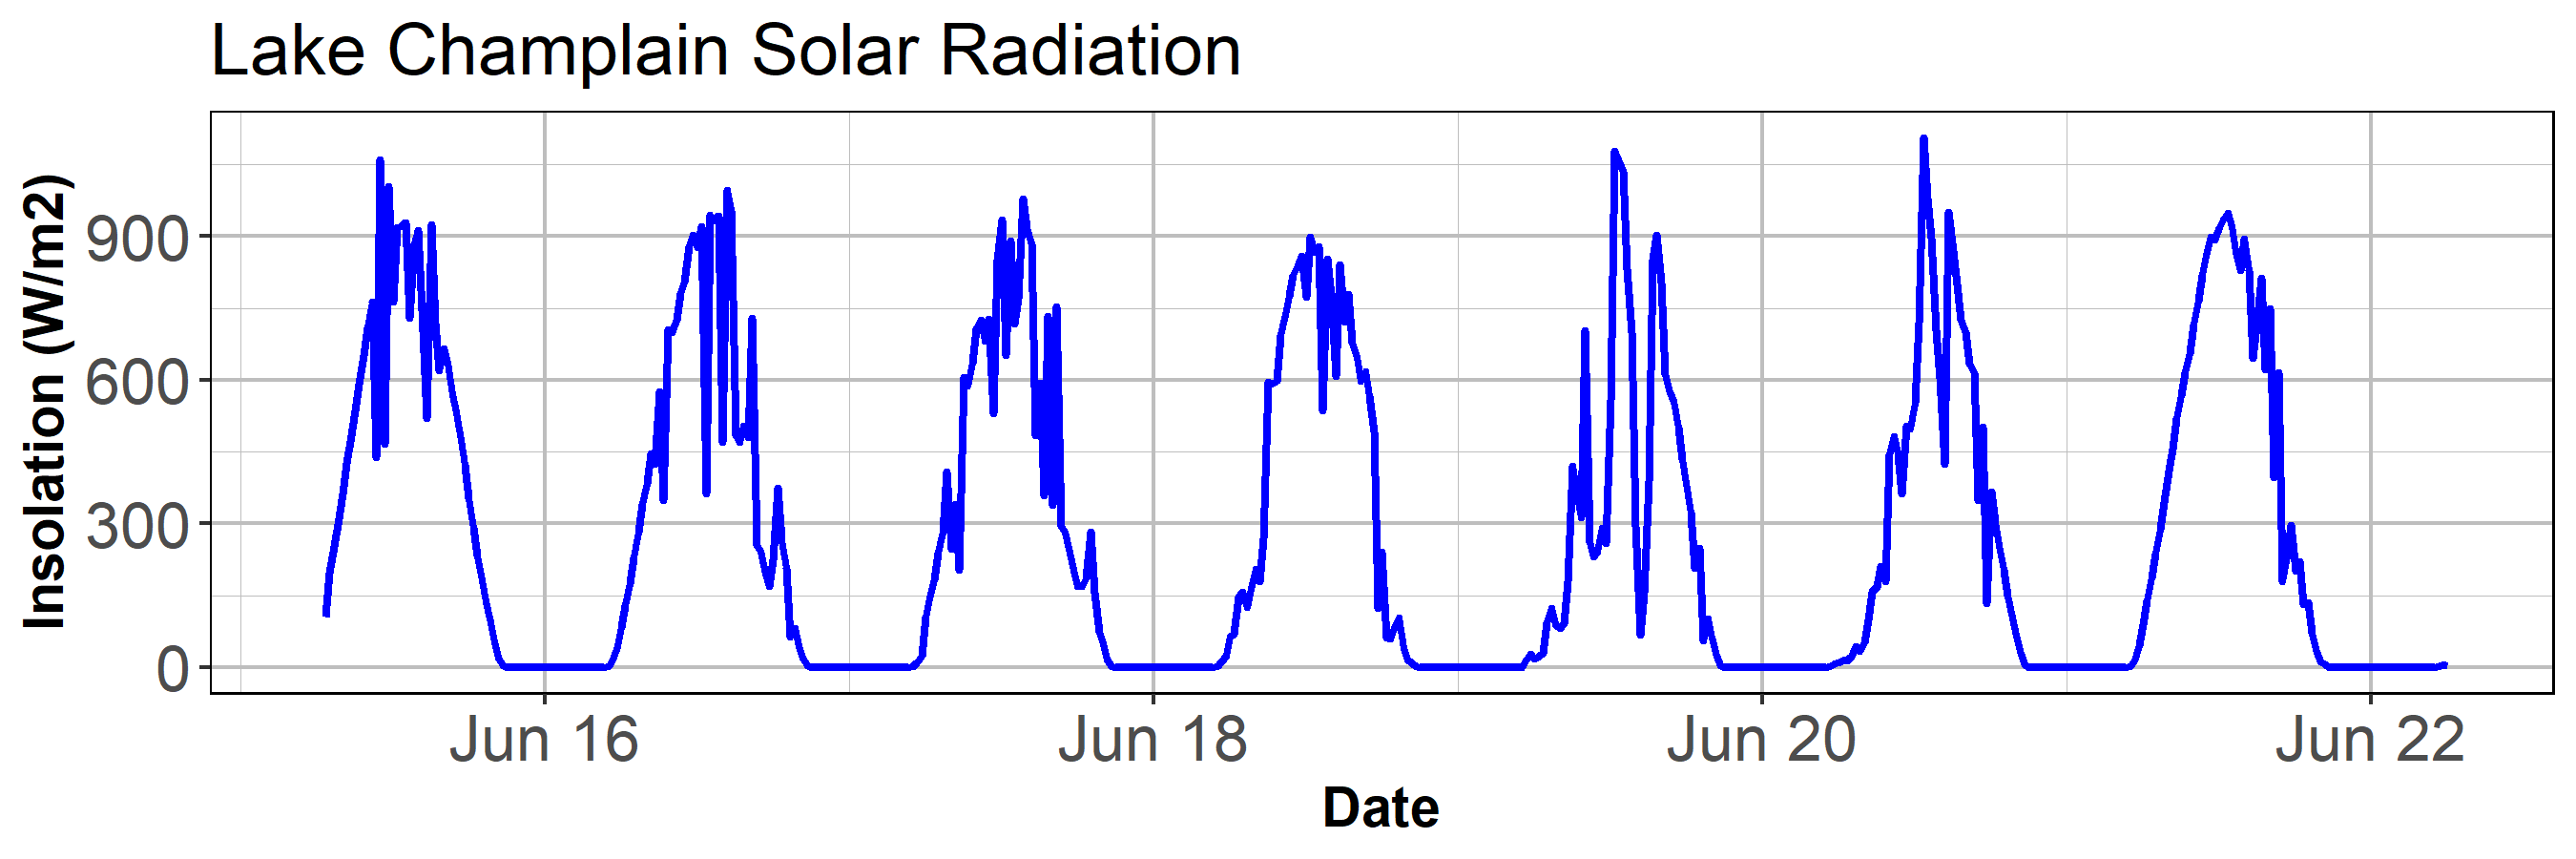 Lake Champlain Solar Radiation
Insolation (W/m2)
900
600
300
0
Jun 16 Jun 18 Jun 20 Jun 22
Date